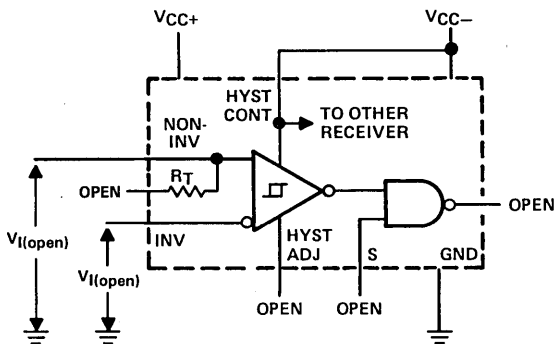 VCC+
VCC−
HYST
CONT
TO OTHER
RECEIVER
NON-
INV
RT
OPEN
OPEN
VI(open)
INV
VI(open)
HYST
ADJ
S
GND
OPEN
OPEN